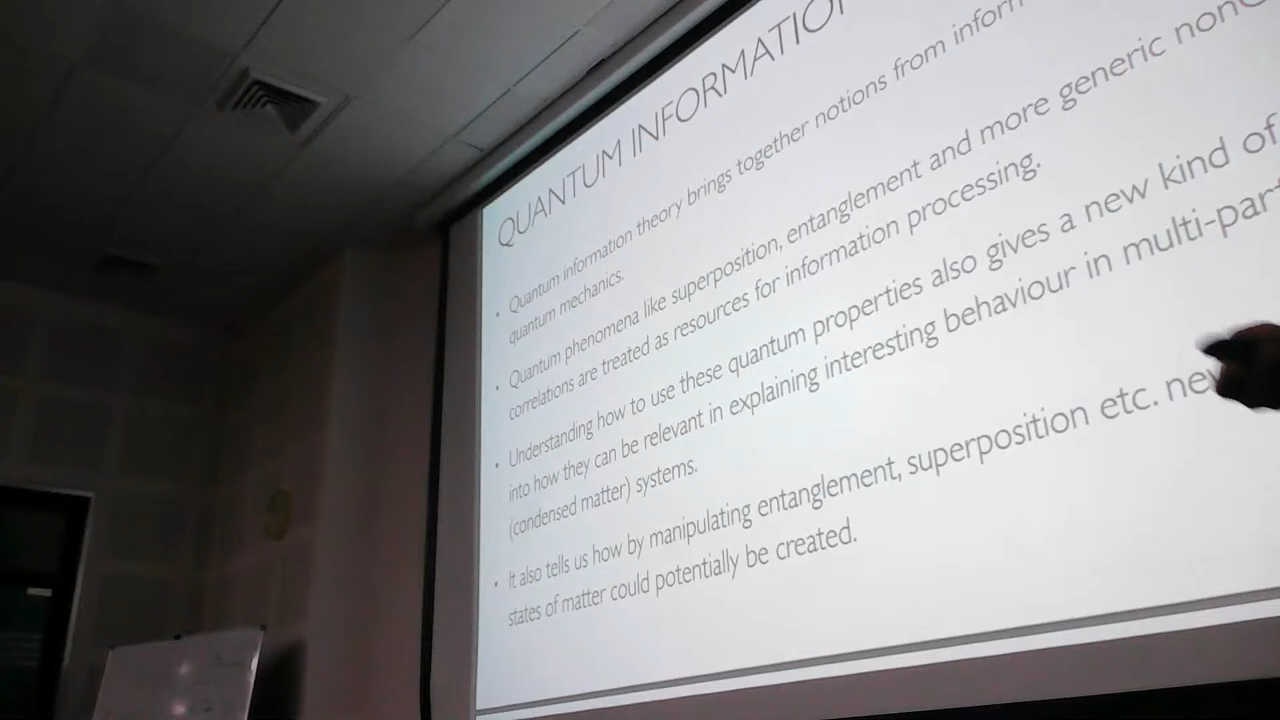 QUANTUM INFORMATIO
• Quantum information theory brings together notions from inform
quantum mechanics.
• Quantum phenomena like superposition, entanglement and more generic non
correlations are treated as resources for information processing.
• Understanding how to use these quantum properties also gives a new kind of
into how they can be relevant in explaining interesting behaviour in multi-par
(condensed matter) systems.
• It also tells us how by manipulating entanglement, superposition etc. ne
states of matter could potentially be created.